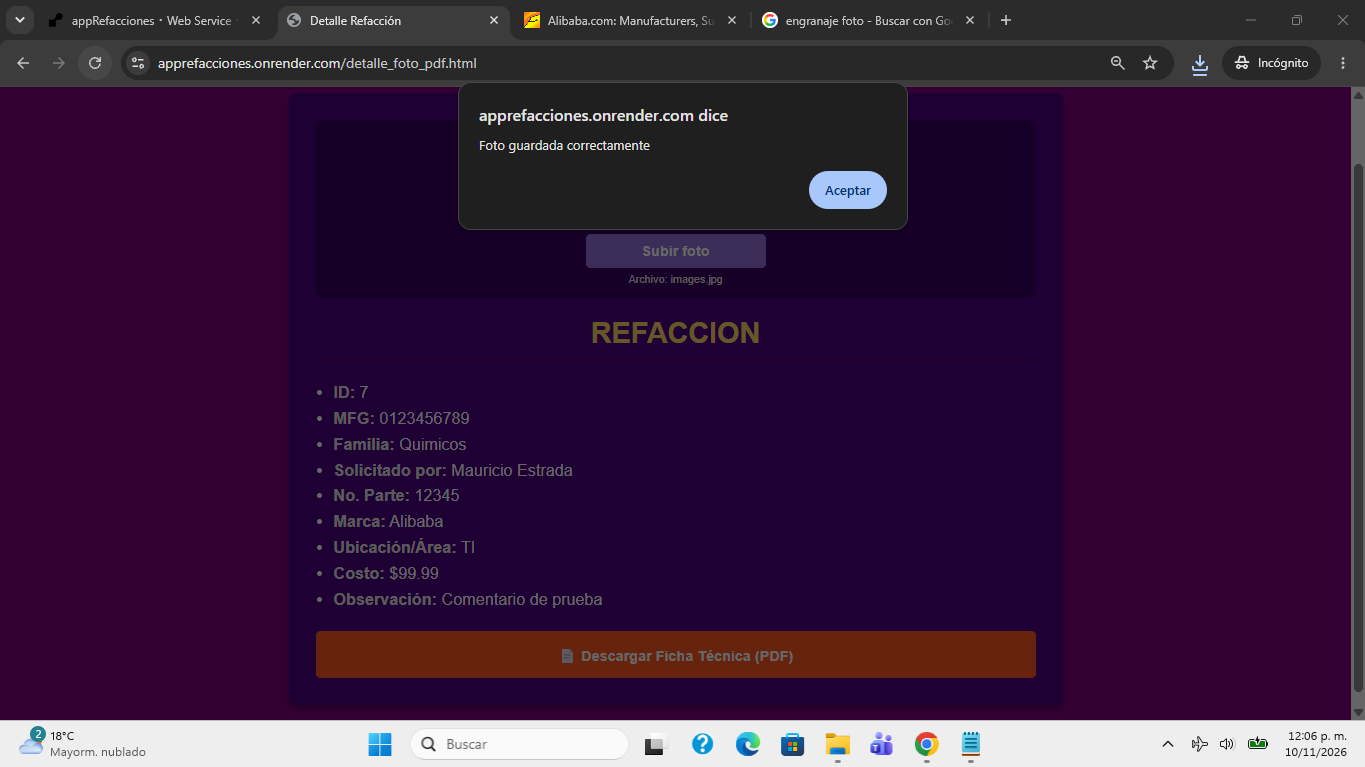 appRefacciones · Web Service
Detalle Refacción
Alibaba.com: Manufacturers, Su
engranaje foto - Buscar con Goo
apprefacciones.onrender.com/detalle_foto_pdf.html
Incógnito
apprefacciones.onrender.com dice
Foto guardada correctamente
Aceptar
Subir foto
Archivo: images.jpg
REFACCION
• ID: 7
• MFG: 0123456789
• Familia: Quimicos
• Solicitado por: Mauricio Estrada
• No. Parte: 12345
• Marca: Alibaba
• Ubicación/Área: TI
• Costo: $99.99
• Observación: Comentario de prueba
Descargar Ficha Técnica (PDF)
2
18°C
Mayorm. nublado
Buscar
12:06 p. m.
10/11/2026